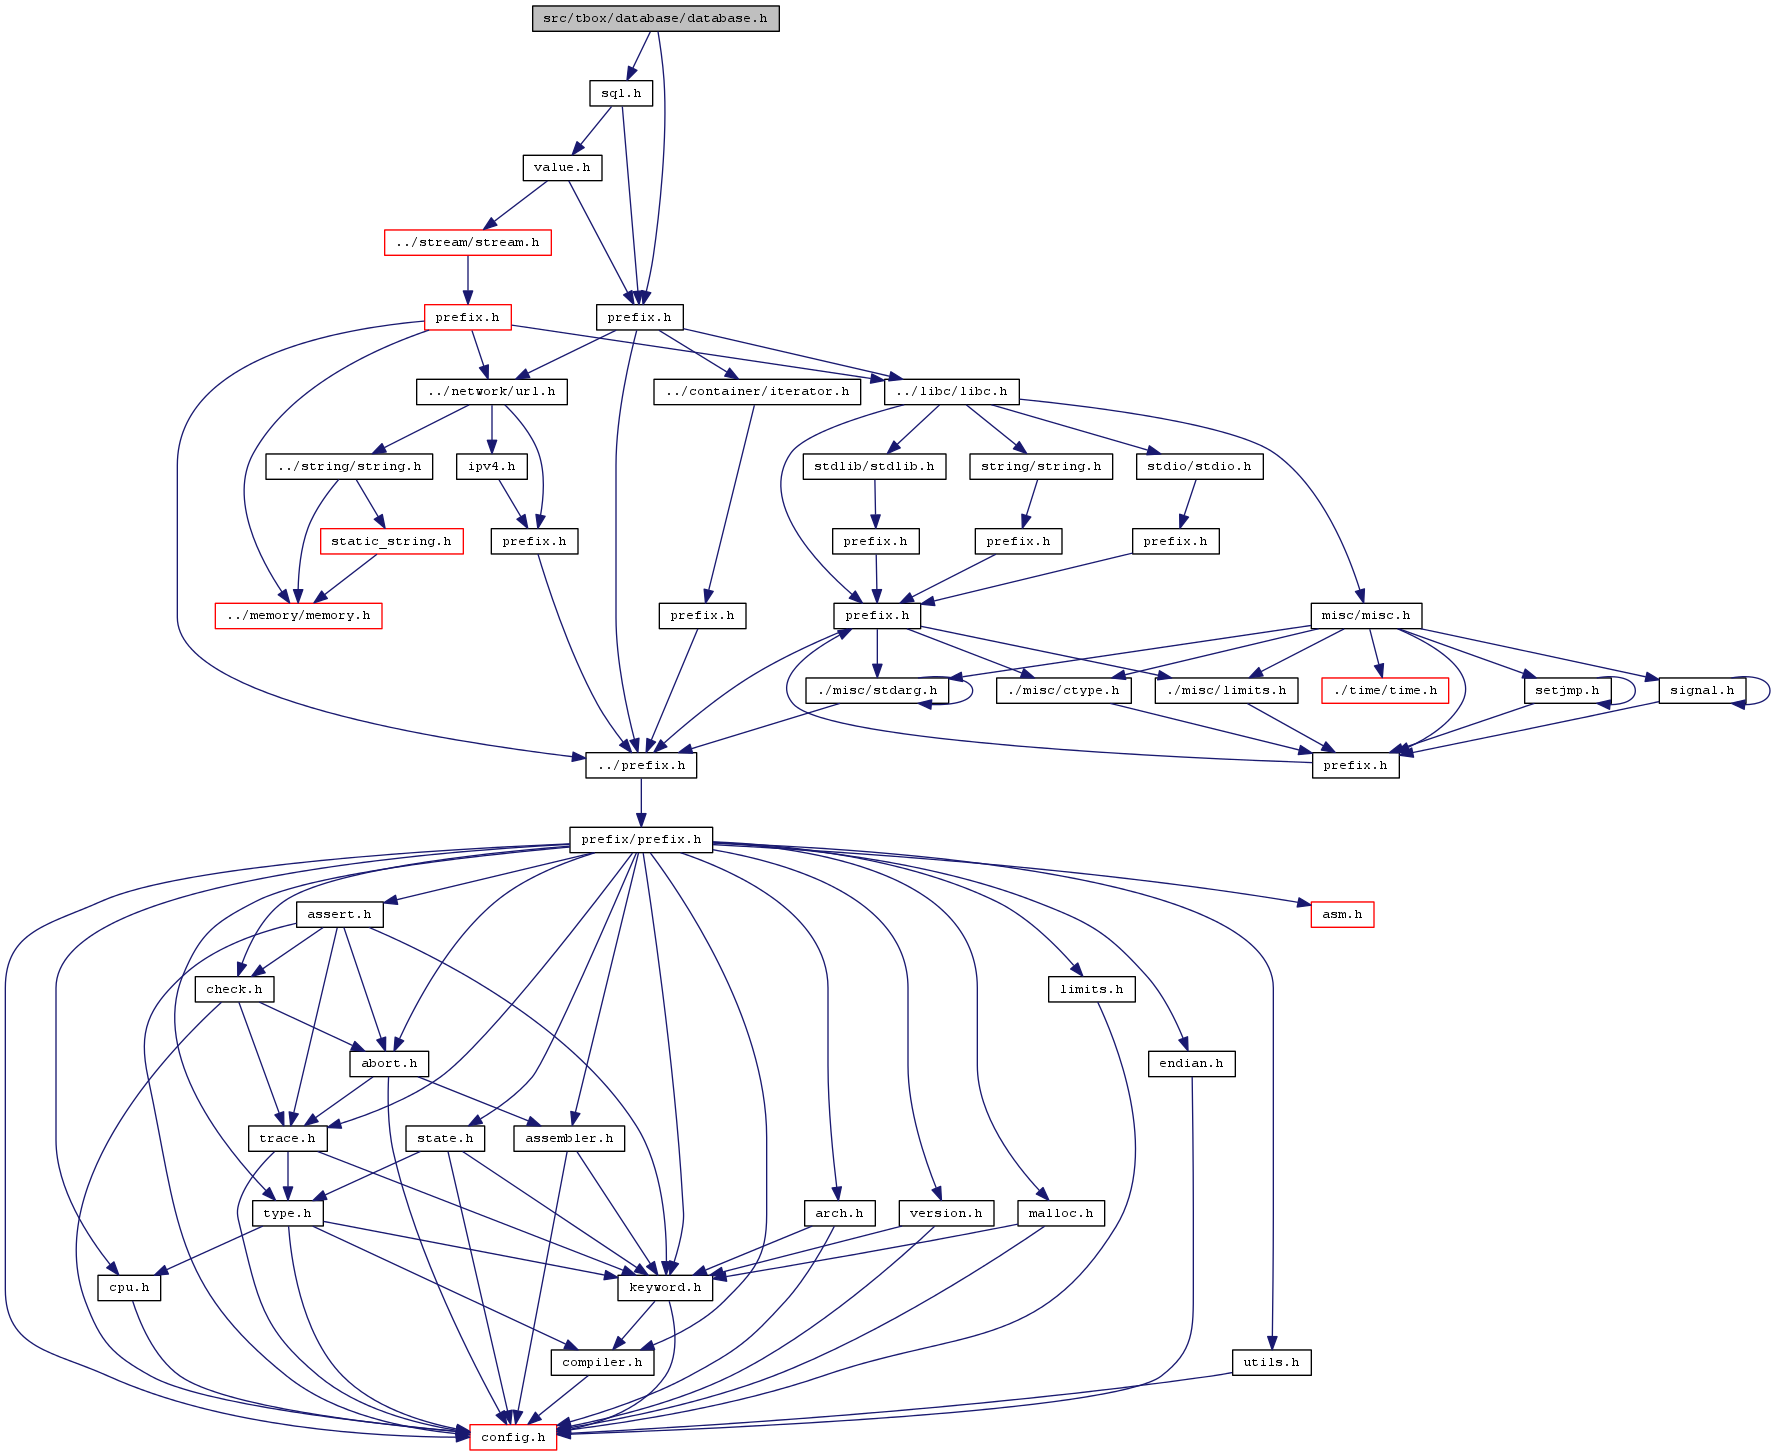 src/tbox/database/database.h
sql.h
value.h
../stream/stream.h
prefix.h
prefix.h
../network/url.h
../container/iterator.h
../libc/libc.h
../string/string.h
ipv4.h
stdlib/stdlib.h
string/string.h
stdio/stdio.h
static_string.h
prefix.h
prefix.h
prefix.h
prefix.h
../memory/memory.h
prefix.h
prefix.h
misc/misc.h
./misc/stdarg.h
./misc/ctype.h
./misc/limits.h
./time/time.h
setjmp.h
signal.h
../prefix.h
prefix.h
prefix/prefix.h
assert.h
asm.h
check.h
limits.h
abort.h
endian.h
trace.h
state.h
assembler.h
type.h
arch.h
version.h
malloc.h
cpu.h
keyword.h
compiler.h
utils.h
config.h